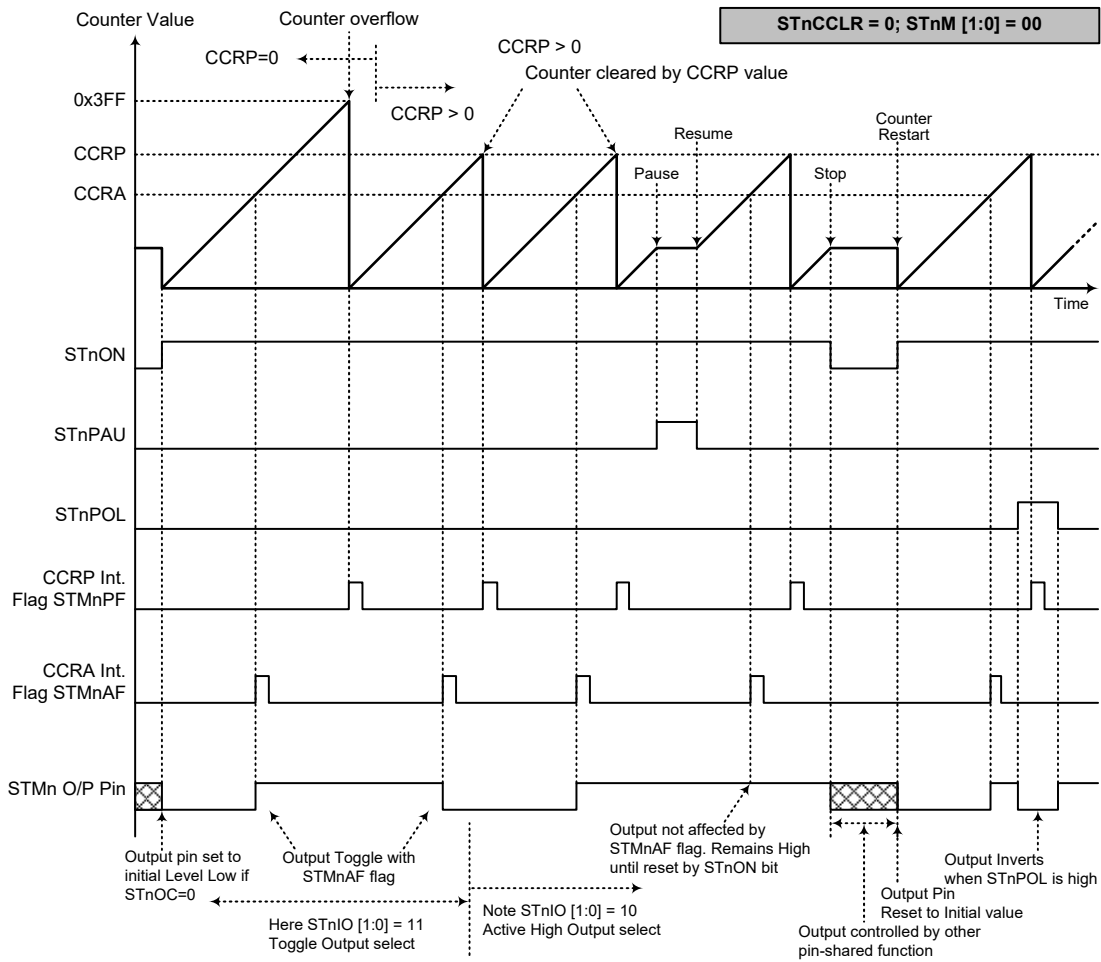 Counter Value
Counter overflow
STnCCLR = 0; STnM [1:0] = 00
CCRP=0
CCRP > 0
Counter cleared by CCRP value
0x3FF
CCRP > 0
Resume
Counter
Restart
CCRP
Pause
Stop
CCRA
Time
STnON
STnPAU
STnPOL
CCRP Int.
Flag STMnPF
CCRA Int.
Flag STMnAF
STMn O/P Pin
Output pin set to
initial Level Low if
STnOC=0
Output Toggle with
STMnAF flag
Output not affected by
STMnAF flag. Remains High
until reset by STnON bit
Output Inverts
when STnPOL is high
Output Pin
Reset to Initial value
Here STnIO [1:0] = 11
Toggle Output select
Note STnIO [1:0] = 10
Active High Output select
Output controlled by other
pin-shared function